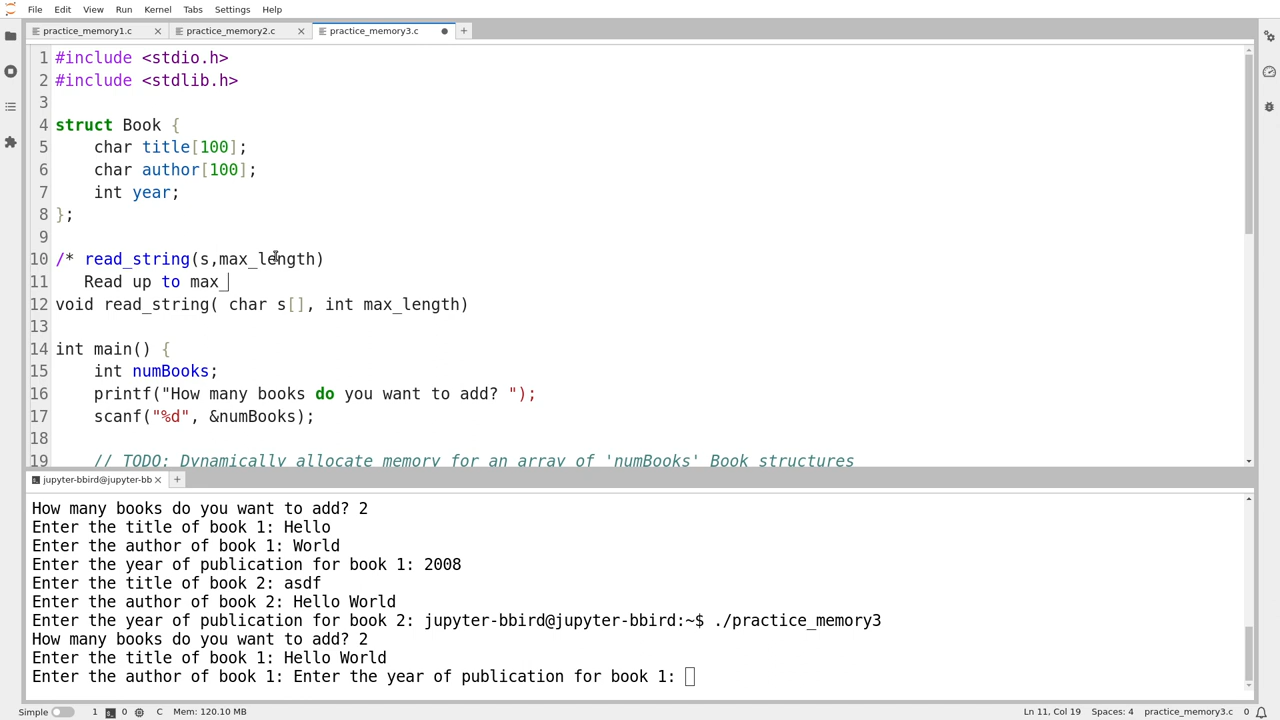 File Edit View Run Kernel Tabs Settings Help
practice_memory1.c practice_memory2.c practice_memory3.c
1 #include <stdio.h>
2 #include <stdlib.h>
3
4 struct Book {
5     char title[100];
6     char author[100];
7     int year;
8 };
9
10 /* read_string(s,max_length)
11    Read up to max_
12 void read_string( char s[], int max_length)
13
14 int main() {
15     int numBooks;
16     printf("How many books do you want to add? ");
17     scanf("%d", &numBooks);
18
19     // TODO: Dynamically allocate memory for an array of 'numBooks' Book structures
jupyter-bbird@jupyter-bb
How many books do you want to add? 2
Enter the title of book 1: Hello
Enter the author of book 1: World
Enter the year of publication for book 1: 2008
Enter the title of book 2: asdf
Enter the author of book 2: Hello World
Enter the year of publication for book 2: jupyter-bbird@jupyter-bbird:~$ ./practice_memory3
How many books do you want to add? 2
Enter the title of book 1: Hello World
Enter the author of book 1: Enter the year of publication for book 1:
Simple 1 0 C Mem: 120.10 MB Ln 11, Col 19 Spaces: 4 practice_memory3.c 0